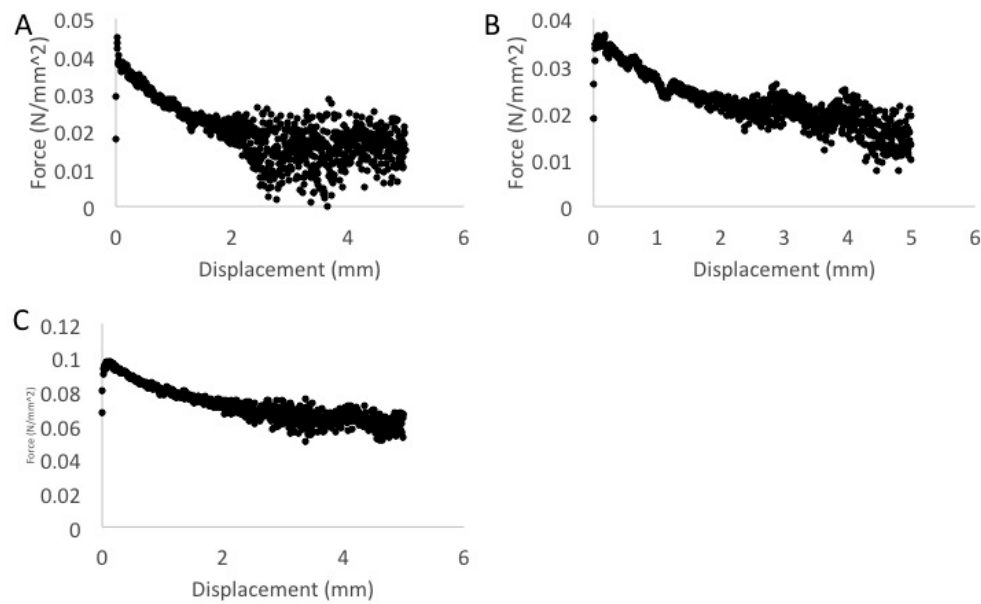 A
Force (N/mm^2)
0.05
0.04
0.03
0.02
0.01
0
0 2 4 6
Displacement (mm)
B
Force (N/mm^2)
0.04
0.03
0.02
0.01
0
0 1 2 3 4 5 6
Displacement (mm)
C
Force (N/mm^2)
0.12
0.1
0.08
0.06
0.04
0.02
0
0 2 4 6
Displacement (mm)